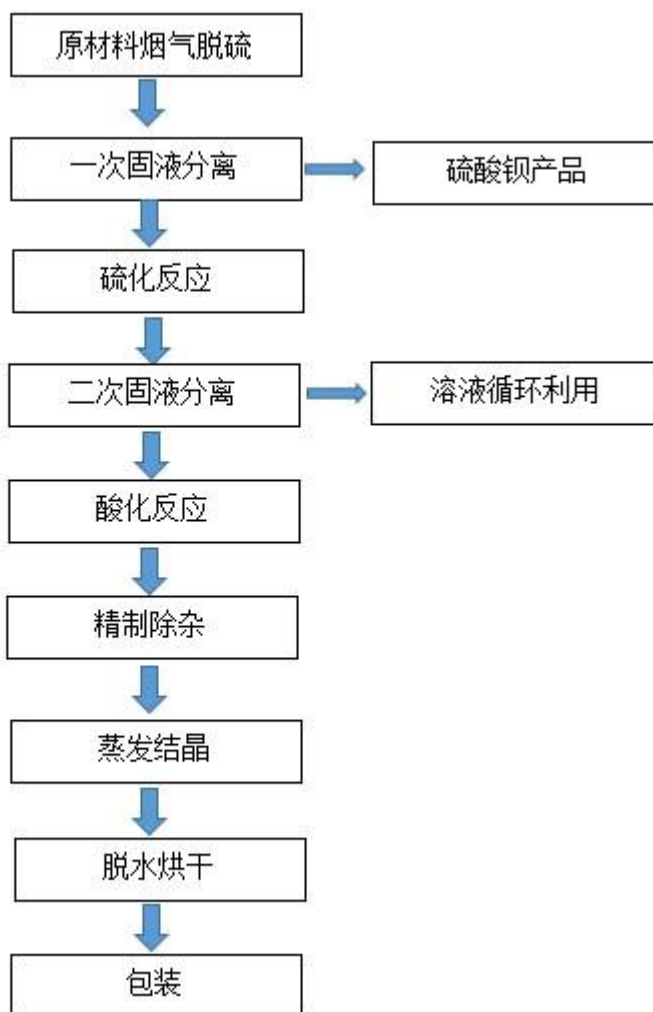 原材料烟气脱硫
一次固液分离
硫酸钡产品
硫化反应
二次固液分离
溶液循环利用
酸化反应
精制除杂
蒸发结晶
脱水烘干
包装